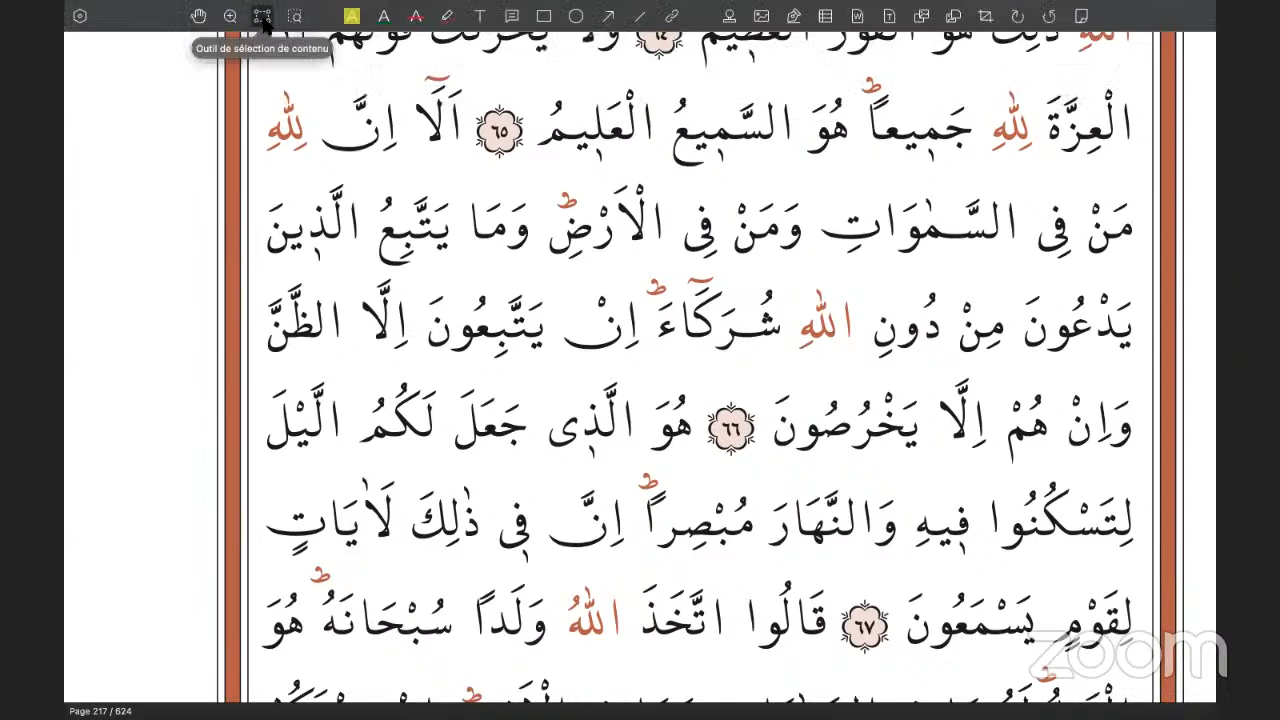 Outil de sélection de contenu
الْعِزَّةَ لِلّٰهِ جَمٖيعاًؕ هُوَ السَّمٖيعُ الْعَلٖيمُ ﴿٦٥﴾ اَلَٓا اِنَّ لِلّٰهِ
مَنْ فِى السَّمٰوَاتِ وَمَنْ فِى الْاَرْضِؕ وَمَا يَتَّبِعُ الَّذٖينَ
يَدْعُونَ مِنْ دُونِ اللّٰهِ شُرَكَٓاءَؕ اِنْ يَتَّبِعُونَ اِلَّا الظَّنَّ
وَاِنْ هُمْ اِلَّا يَخْرُصُونَ ﴿٦٦﴾ هُوَ الَّذٖى جَعَلَ لَكُمُ الَّيْلَ
لِتَسْكُنُوا فٖيهِ وَالنَّهَارَ مُبْصِراًؕ اِنَّ فٖى ذٰلِكَ لَاٰيَاتٍ
لِقَوْمٍ يَسْمَعُونَ ﴿٦٧﴾ قَالُوا اتَّخَذَ اللّٰهُ وَلَداً سُبْحَانَهُؕ هُوَ
zoom
Page 217 / 624